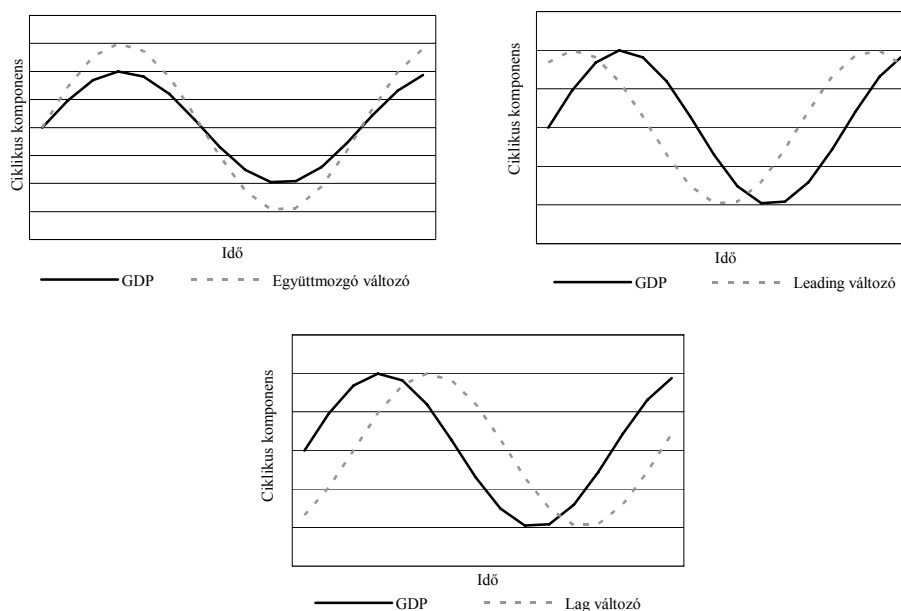 Ciklikus komponens
Idő
GDP Együttmozgó változó
Ciklikus komponens
Idő
GDP Leading változó
Ciklikus komponens
Idő
GDP Lag változó